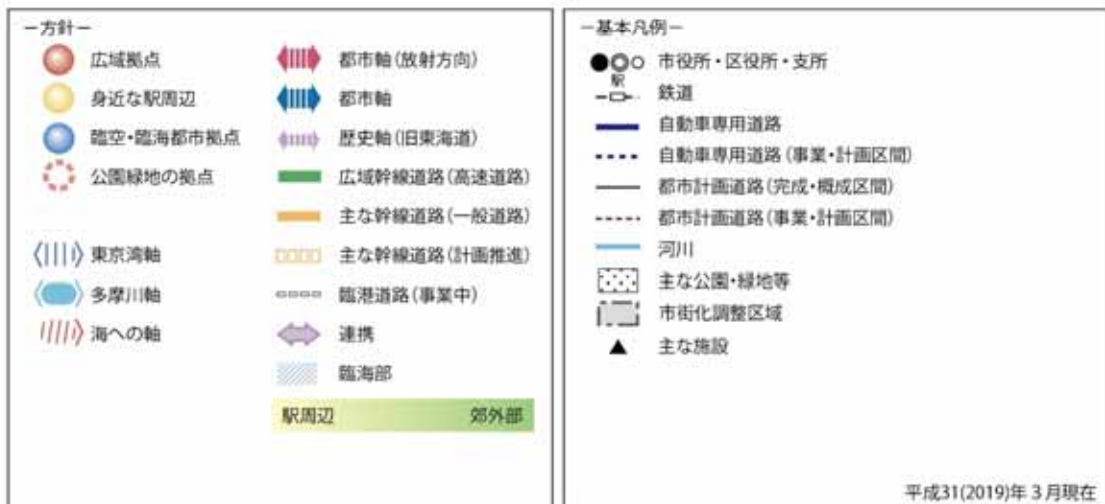 －方針－
広域拠点
身近な駅周辺
臨空・臨海都市拠点
公園緑地の拠点
東京湾軸
多摩川軸
海への軸
都市軸(放射方向)
都市軸
歴史軸(旧東海道)
広域幹線道路(高速道路)
主な幹線道路(一般道路)
主な幹線道路(計画推進)
臨港道路(事業中)
連携
臨海部
駅周辺 郊外部
－基本凡例－
市役所・区役所・支所
駅
鉄道
自動車専用道路
自動車専用道路(事業・計画区間)
都市計画道路(完成・概成区間)
都市計画道路(事業・計画区間)
河川
主な公園・緑地等
市街化調整区域
主な施設
平成31(2019)年3月現在